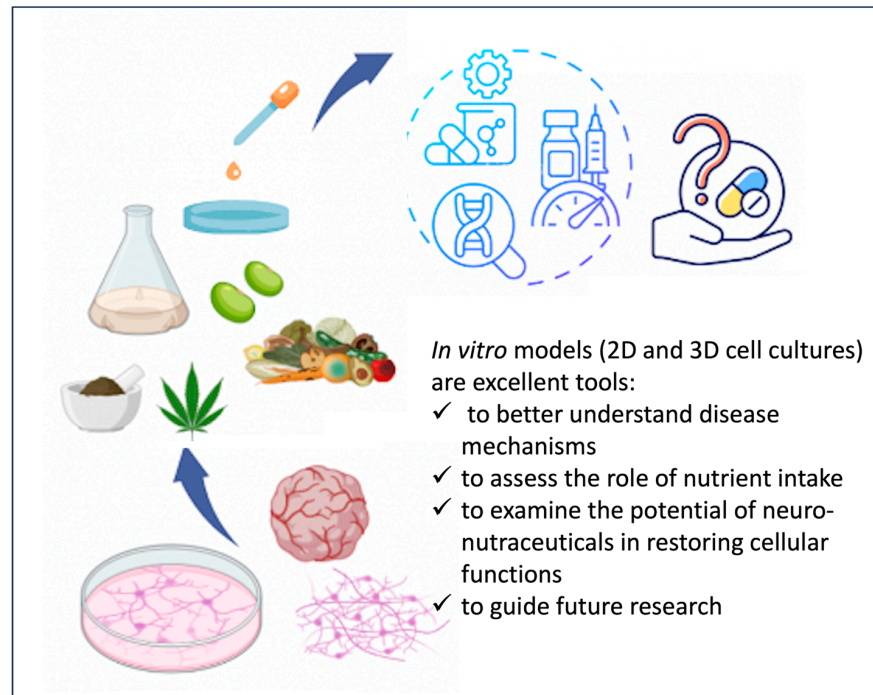 In vitro models (2D and 3D cell cultures)
are excellent tools:
✓ to better understand disease
mechanisms
✓ to assess the role of nutrient intake
✓ to examine the potential of neuro-
nutraceuticals in restoring cellular
functions
✓ to guide future research